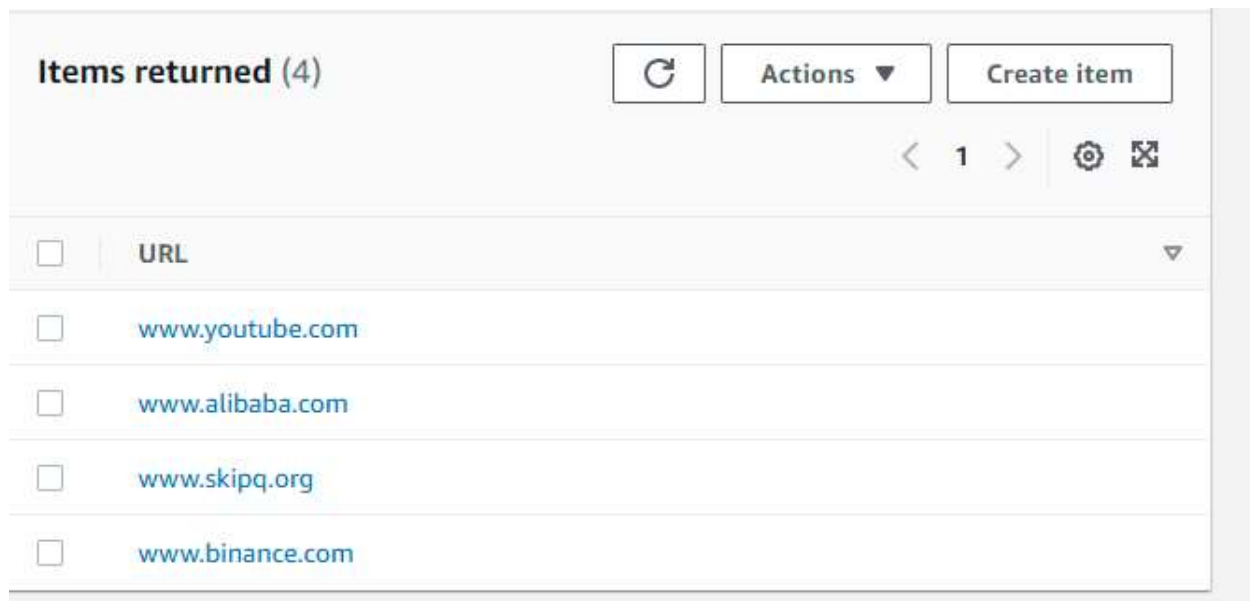 Items returned (4)
Actions
Create item
1
URL
www.youtube.com
www.alibaba.com
www.skipq.org
www.binance.com